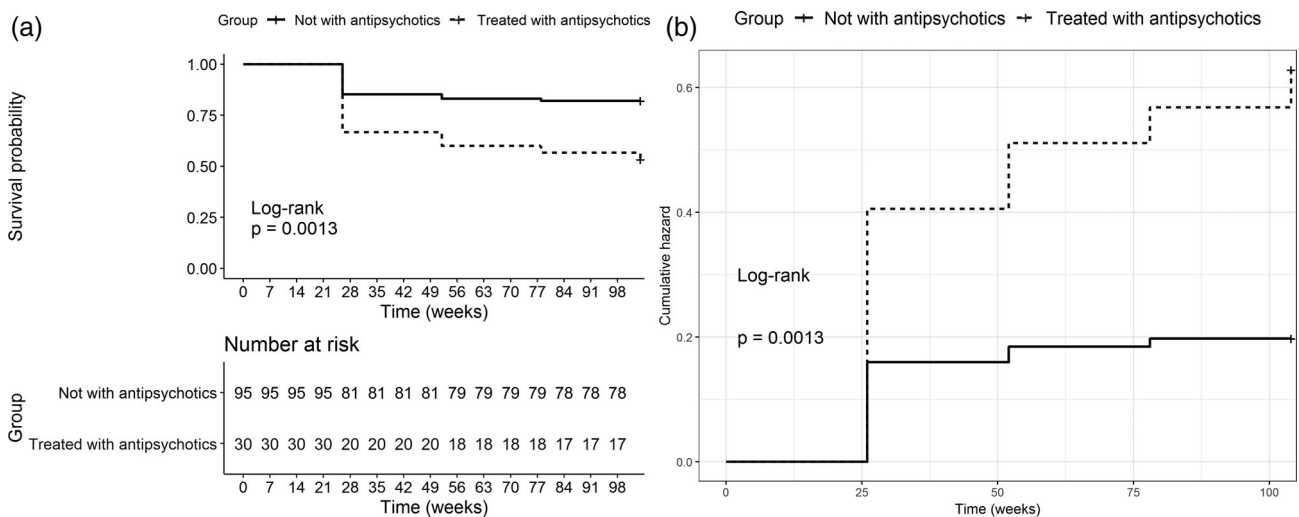 (a)
Group Not with antipsychotics Treated with antipsychotics
Survival probability
1.00
0.75
0.50
0.25
0.00
Log-rank
p = 0.0013
0 7 14 21 28 35 42 49 56 63 70 77 84 91 98
Time (weeks)
Number at risk
Group
Not with antipsychotics 95 95 95 95 81 81 81 81 79 79 79 79 78 78 78
Treated with antipsychotics 30 30 30 30 20 20 20 20 18 18 18 18 17 17 17
0 7 14 21 28 35 42 49 56 63 70 77 84 91 98
Time (weeks)
(b)
Group Not with antipsychotics Treated with antipsychotics
Cumulative hazard
0.6
0.4
0.2
0.0
Log-rank
p = 0.0013
0 25 50 75 100
Time (weeks)